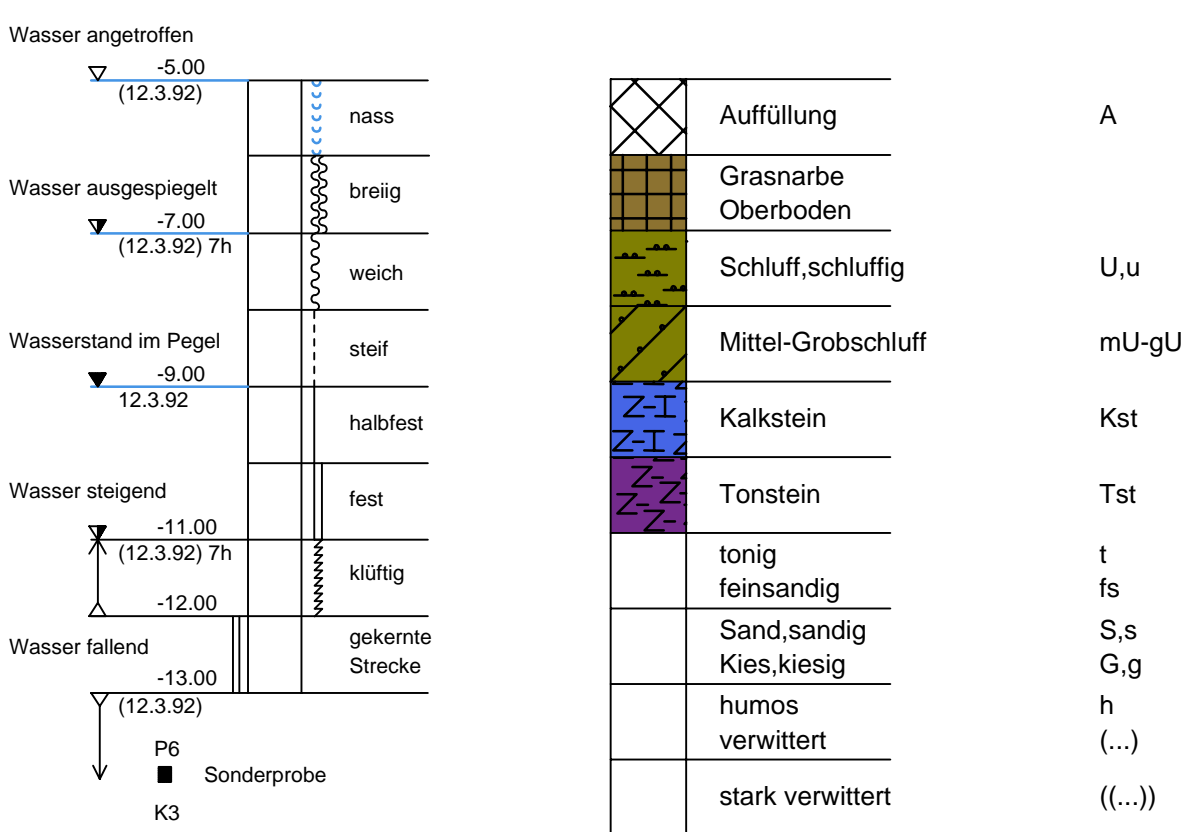 Wasser angetroffen
-5.00
(12.3.92)
nass
Wasser ausgespiegelt
breiig
-7.00
(12.3.92) 7h
weich
Wasserstand im Pegel
steif
-9.00
12.3.92
halbfest
Wasser steigend
fest
-11.00
(12.3.92) 7h
klüftig
-12.00
gekernte
Strecke
Wasser fallend
-13.00
(12.3.92)
P6
Sonderprobe
K3
Auffüllung A
Grasnarbe
Oberboden
Schluff,schluffig U,u
Mittel-Grobschluff mU-gU
Kalkstein Kst
Tonstein Tst
tonig t
feinsandig fs
Sand,sandig S,s
Kies,kiesig G,g
humos h
verwittert (...)
stark verwittert ((...))